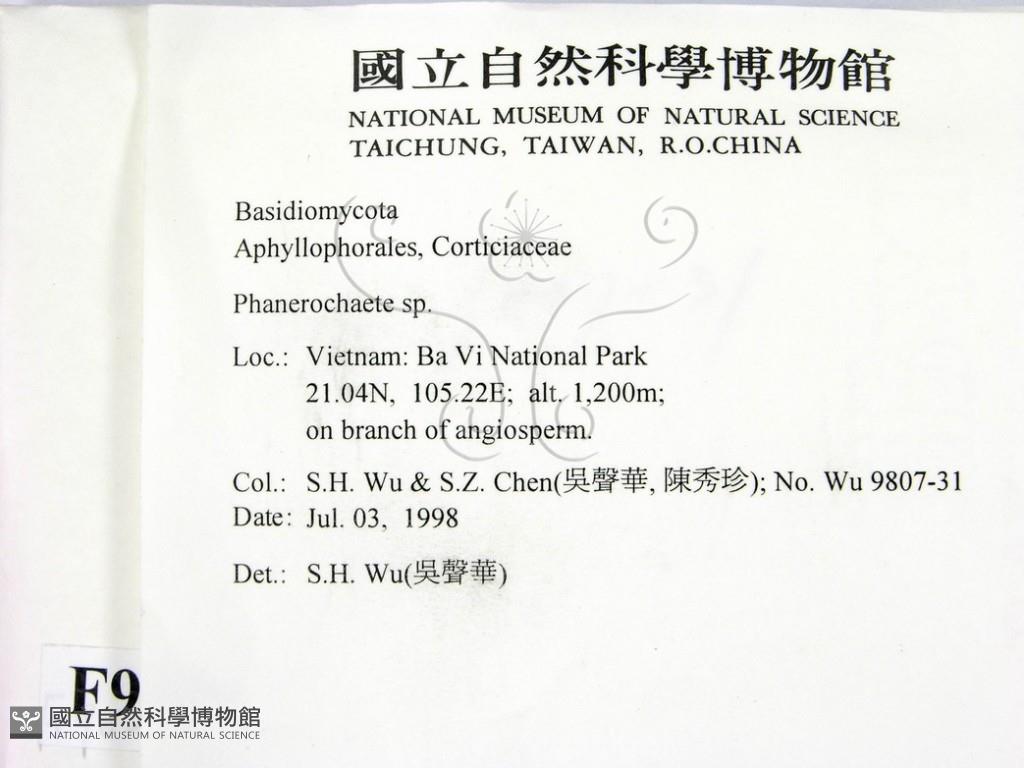 國立自然科學博物館
NATIONAL MUSEUM OF NATURAL SCIENCE
TAICHUNG, TAIWAN, R.O.CHINA
Basidiomycota
Aphyllophorales, Corticiaceae
Phanerochaete sp.
Loc.: Vietnam: Ba Vi National Park
21.04N, 105.22E; alt. 1,200m;
on branch of angiosperm.
Col.: S.H. Wu & S.Z. Chen(吳聲華, 陳秀珍); No. Wu 9807-31
Date: Jul. 03, 1998
Det.: S.H. Wu(吳聲華)
F9
國立自然科學博物館
NATIONAL MUSEUM OF NATURAL SCIENCE